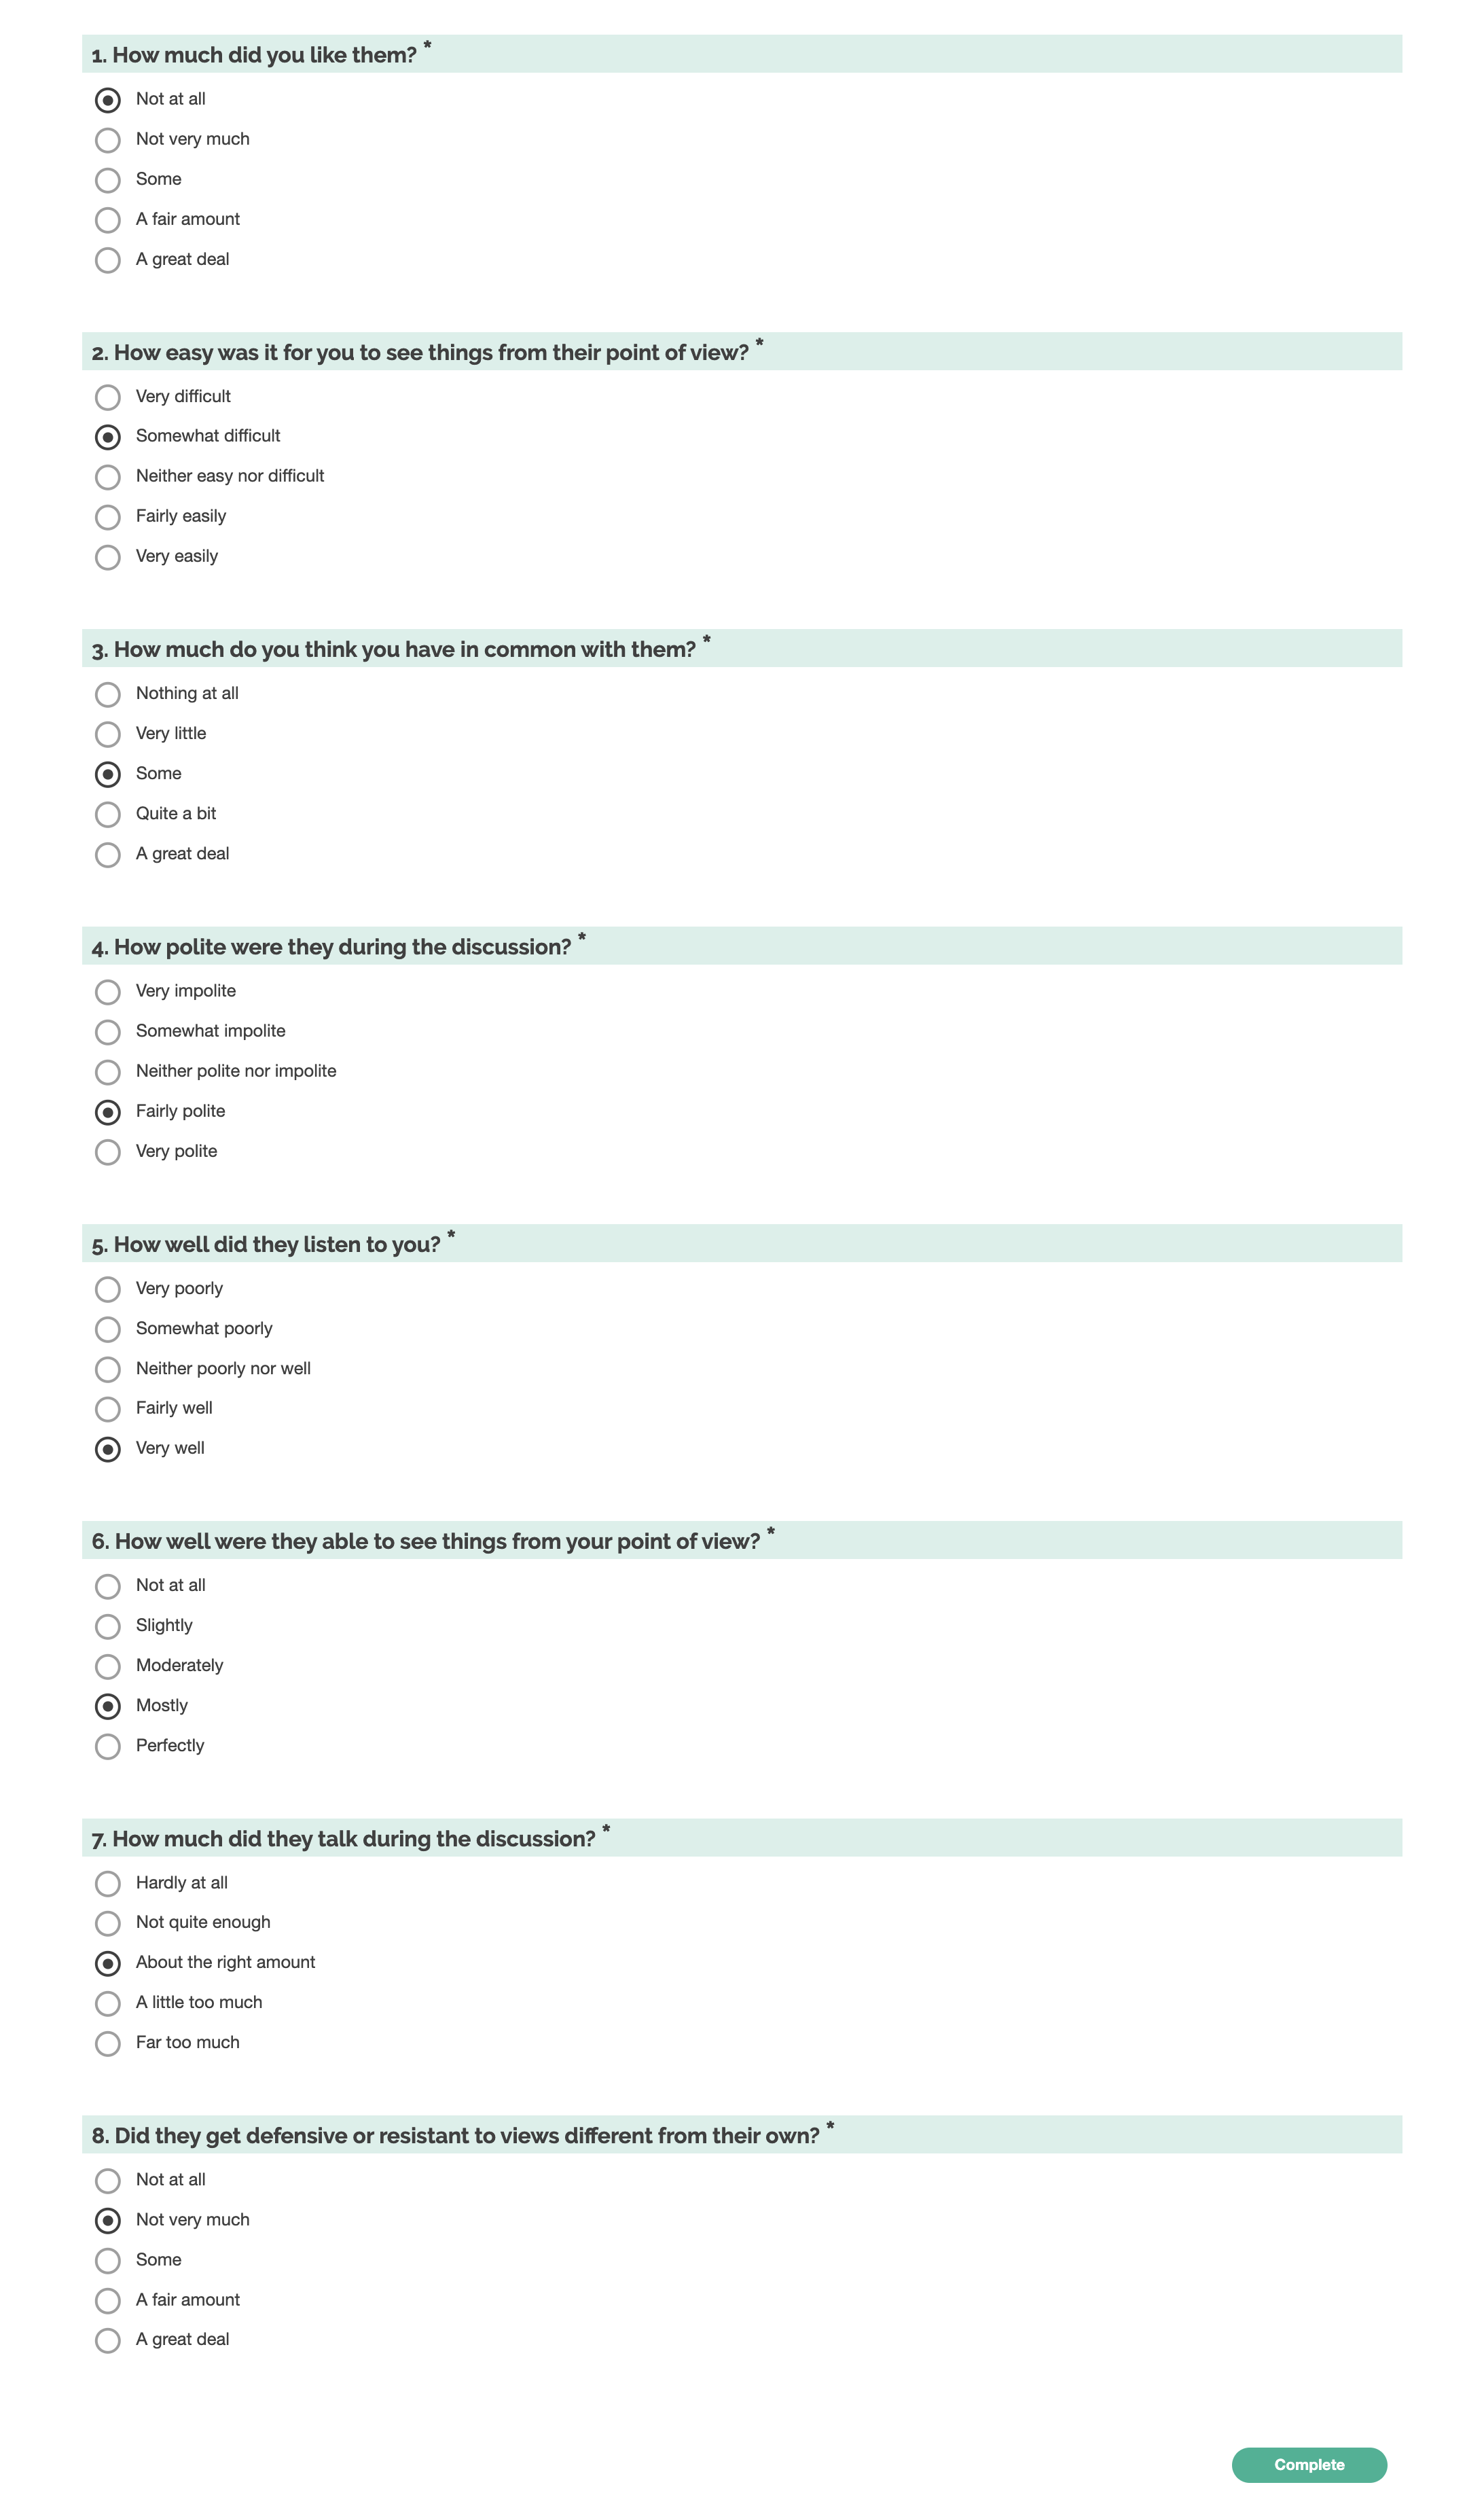 1. How much did you like them? *
Not at all
Not very much
Some
A fair amount
A great deal
2. How easy was it for you to see things from their point of view? *
Very difficult
Somewhat difficult
Neither easy nor difficult
Fairly easily
Very easily
3. How much do you think you have in common with them? *
Nothing at all
Very little
Some
Quite a bit
A great deal
4. How polite were they during the discussion? *
Very impolite
Somewhat impolite
Neither polite nor impolite
Fairly polite
Very polite
5. How well did they listen to you? *
Very poorly
Somewhat poorly
Neither poorly nor well
Fairly well
Very well
6. How well were they able to see things from your point of view? *
Not at all
Slightly
Moderately
Mostly
Perfectly
7. How much did they talk during the discussion? *
Hardly at all
Not quite enough
About the right amount
A little too much
Far too much
8. Did they get defensive or resistant to views different from their own? *
Not at all
Not very much
Some
A fair amount
A great deal
Complete